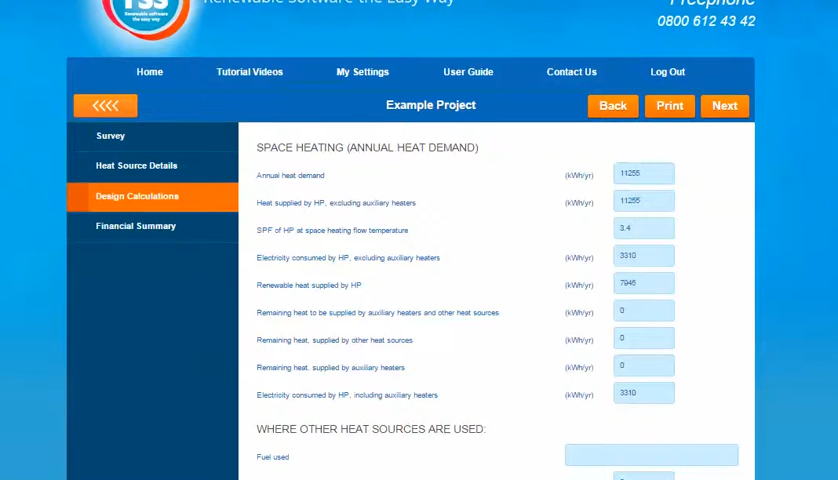 TSS
Renewable software
the easy way
Renewable Software the Easy Way
Freephone
0800 612 43 42
Home Tutorial Videos My Settings User Guide Contact Us Log Out
<<<< Example Project Back Print Next
Survey
Heat Source Details
Design Calculations
Financial Summary
SPACE HEATING (ANNUAL HEAT DEMAND)
Annual heat demand (kWh/yr) 11255
Heat supplied by HP, excluding auxiliary heaters (kWh/yr) 11255
SPF of HP at space heating flow temperature 3.4
Electricity consumed by HP, excluding auxiliary heaters (kWh/yr) 3310
Renewable heat supplied by HP (kWh/yr) 7945
Remaining heat to be supplied by auxiliary heaters and other heat sources (kWh/yr) 0
Remaining heat, supplied by other heat sources (kWh/yr) 0
Remaining heat, supplied by auxiliary heaters (kWh/yr) 0
Electricity consumed by HP, including auxiliary heaters (kWh/yr) 3310
WHERE OTHER HEAT SOURCES ARE USED:
Fuel used